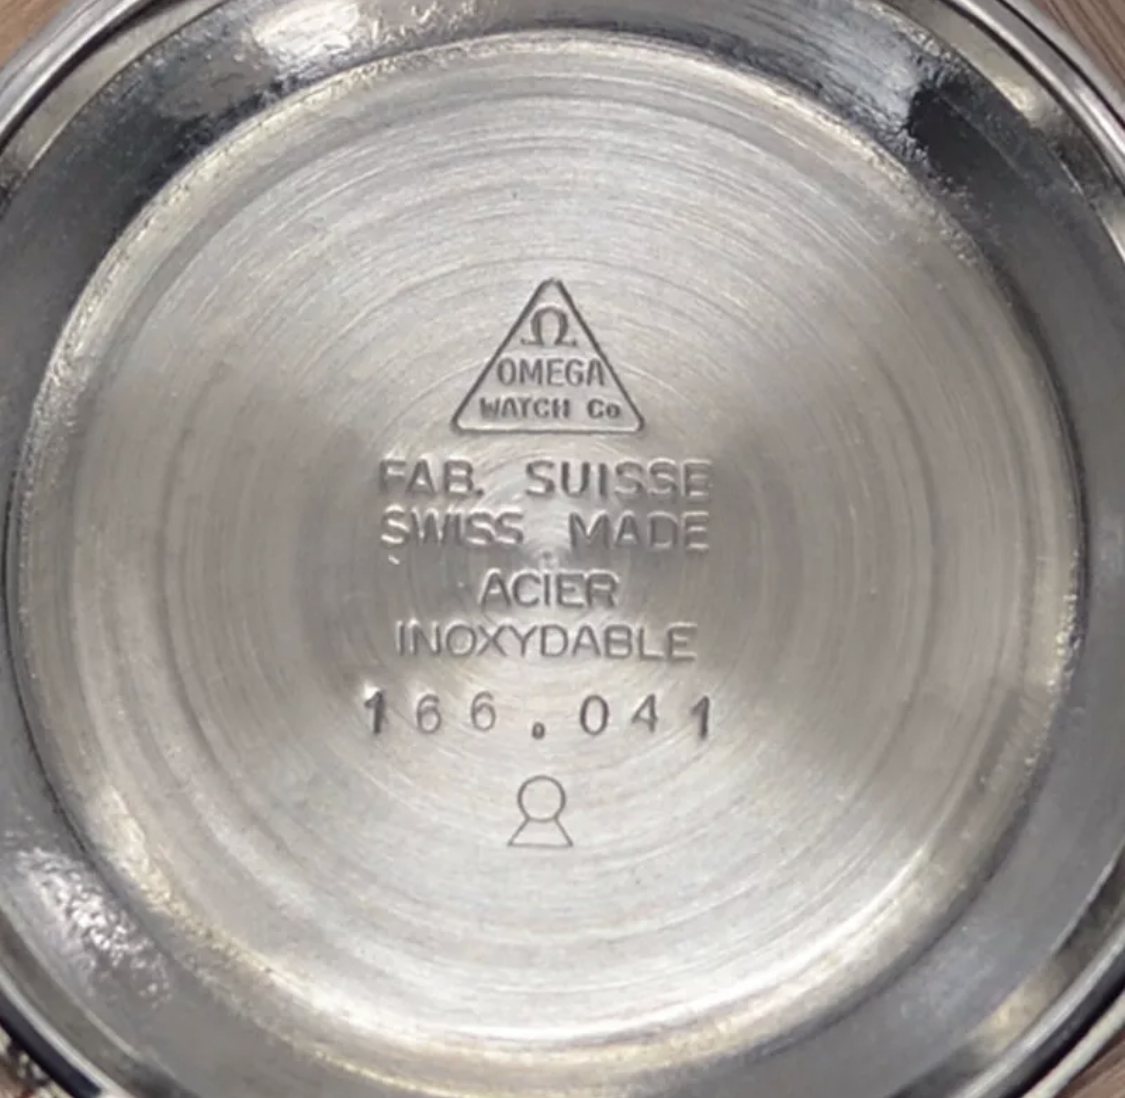 Ω
OMEGA
WATCH Co
FAB. SUISSE
SWISS MADE
ACIER
INOXYDABLE
166.041